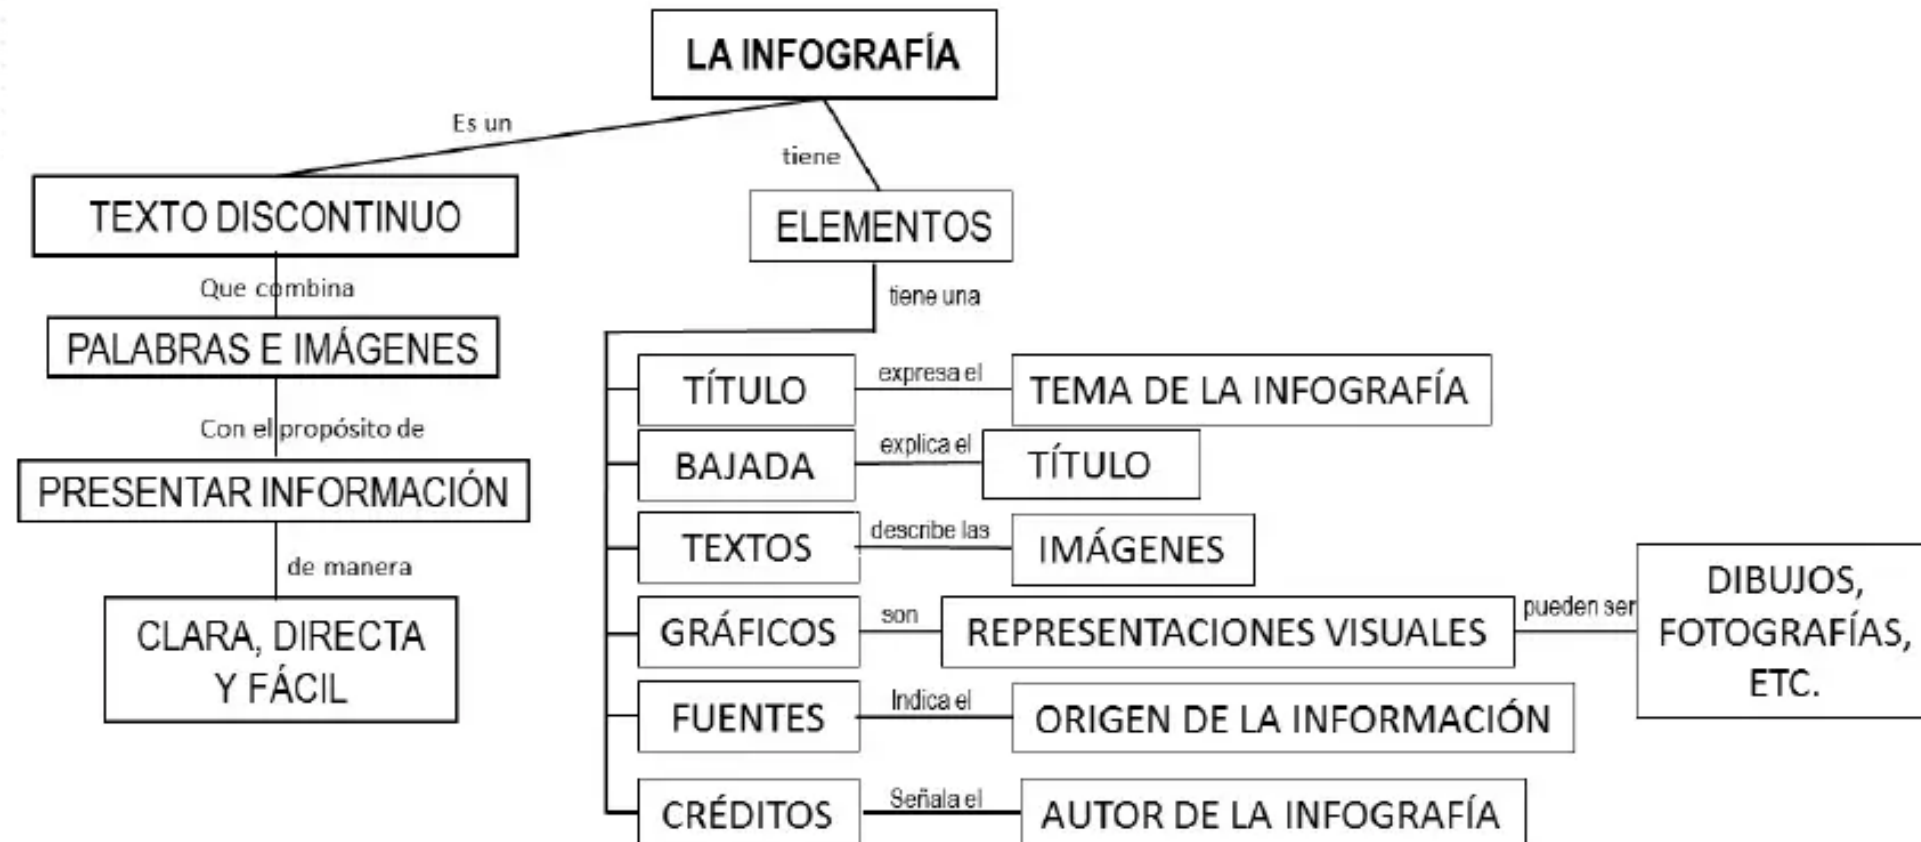 LA INFOGRAFÍA
Es un
tiene
TEXTO DISCONTINUO
Que combina
PALABRAS E IMÁGENES
Con el propósito de
PRESENTAR INFORMACIÓN
de manera
CLARA, DIRECTA
Y FÁCIL
ELEMENTOS
tiene una
TÍTULO expresa el TEMA DE LA INFOGRAFÍA
BAJADA explica el TÍTULO
TEXTOS describe las IMÁGENES
GRÁFICOS son REPRESENTACIONES VISUALES pueden ser
DIBUJOS,
FOTOGRAFÍAS,
ETC.
FUENTES Indica el ORIGEN DE LA INFORMACIÓN
CRÉDITOS Señala el AUTOR DE LA INFOGRAFÍA